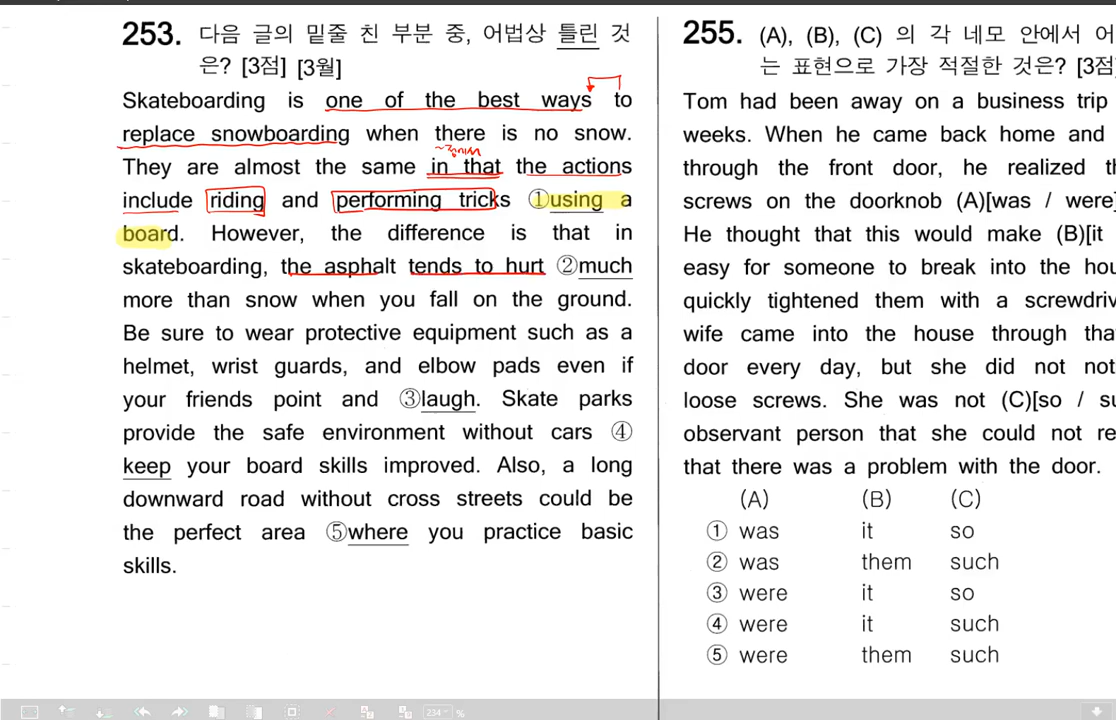 253. 다음 글의 밑줄 친 부분 중, 어법상 틀린 것
은? [3점] [3월]
Skateboarding is one of the best ways to
replace snowboarding when there is no snow.
They are almost the same in that the actions
include riding and performing tricks ①using a
board. However, the difference is that in
skateboarding, the asphalt tends to hurt ②much
more than snow when you fall on the ground.
Be sure to wear protective equipment such as a
helmet, wrist guards, and elbow pads even if
your friends point and ③laugh. Skate parks
provide the safe environment without cars ④
keep your board skills improved. Also, a long
downward road without cross streets could be
the perfect area ⑤where you practice basic
skills.
255. (A), (B), (C) 의 각 네모 안에서 어
는 표현으로 가장 적절한 것은? [3점
Tom had been away on a business trip
weeks. When he came back home and
through the front door, he realized th
screws on the doorknob (A)[was / were]
He thought that this would make (B)[it
easy for someone to break into the hou
quickly tightened them with a screwdriv
wife came into the house through tha
door every day, but she did not not
loose screws. She was not (C)[so / su
observant person that she could not re
that there was a problem with the door.
(A) (B) (C)
① was it so
② was them such
③ were it so
④ were it such
⑤ were them such
234 %